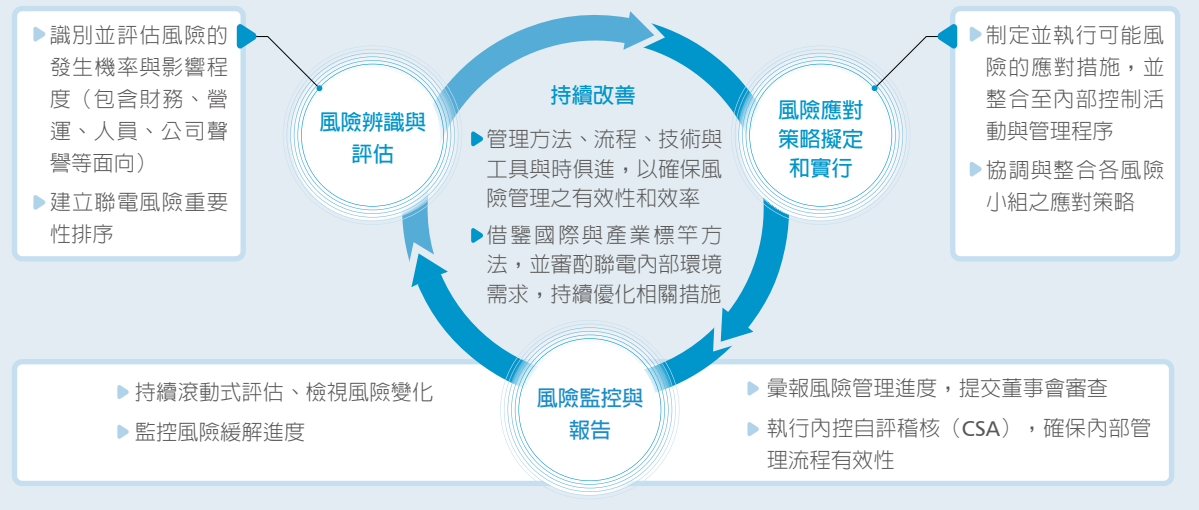 識別並評估風險的
發生機率與影響程
度（包含財務、營
運、人員、公司聲
譽等面向）
建立聯電風險重要
性排序
風險辨識與
評估
持續改善
管理方法、流程、技術與
工具與時俱進，以確保風
險管理之有效性和效率
借鑒國際與產業標竿方
法，並審酌聯電內部環境
需求，持續優化相關措施
風險應對
策略擬定
和實行
制定並執行可能風
險的應對措施，並
整合至內部控制活
動與管理程序
協調與整合各風險
小組之應對策略
持續滾動式評估、檢視風險變化
監控風險緩解進度
風險監控與
報告
彙報風險管理進度，提交董事會審查
執行內控自評稽核（CSA），確保內部管
理流程有效性